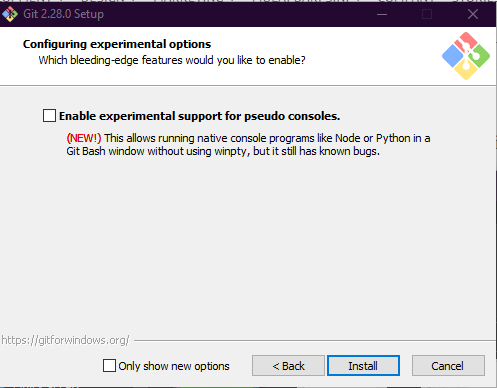 Git 2.28.0 Setup
Configuring experimental options
Which bleeding-edge features would you like to enable?
Enable experimental support for pseudo consoles.
(NEW!) This allows running native console programs like Node or Python in a
Git Bash window without using winpty, but it still has known bugs.
https://gitforwindows.org/
Only show new options
< Back
Install
Cancel